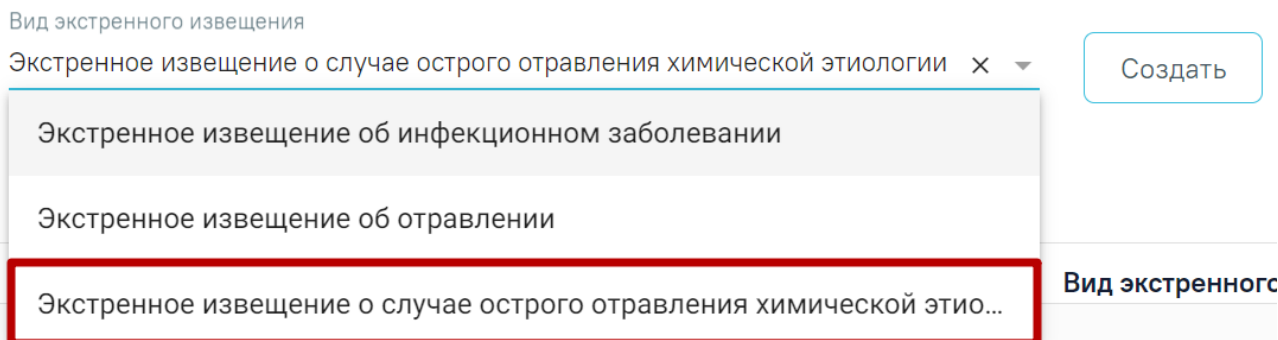 Вид экстренного извещения
Экстренное извещение о случае острого отравления химической этиологии
Создать
Экстренное извещение об инфекционном заболевании
Экстренное извещение об отравлении
Вид экстренного
Экстренное извещение о случае острого отравления химической этио...